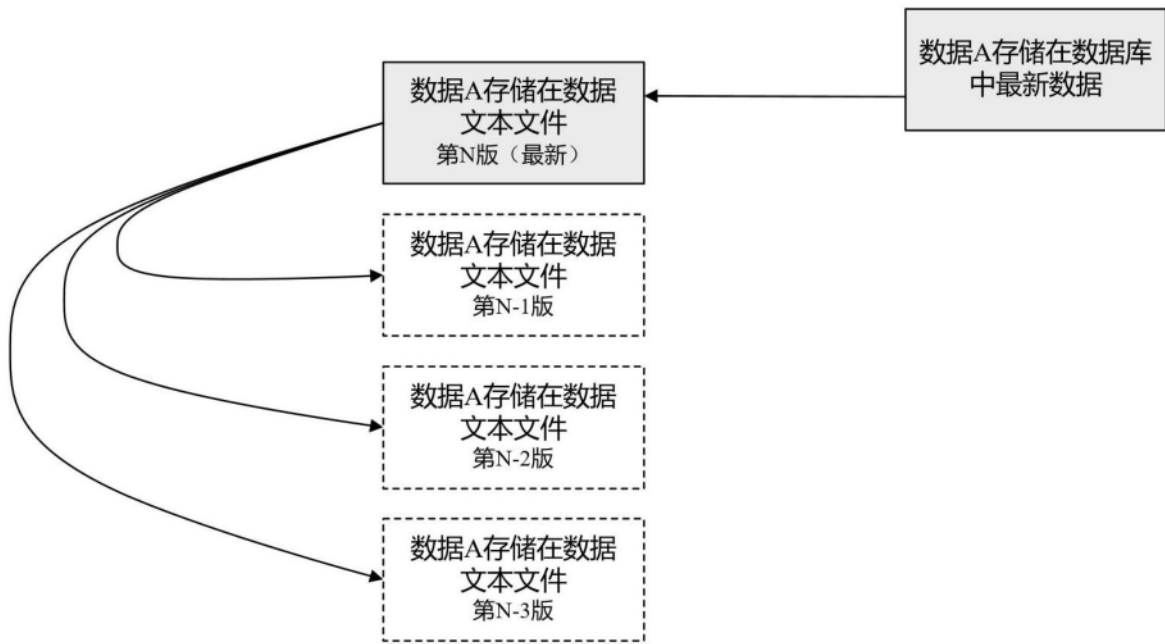 数据A存储在数据库
中最新数据
数据A存储在数据
文本文件
第N版（最新）
数据A存储在数据
文本文件
第N-1版
数据A存储在数据
文本文件
第N-2版
数据A存储在数据
文本文件
第N-3版